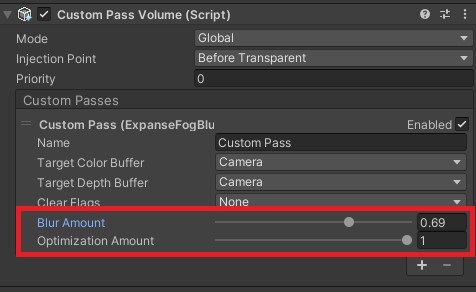 Custom Pass Volume (Script)
Mode Global
Injection Point Before Transparent
Priority 0
Custom Passes
Custom Pass (ExpanseFogBlu Enabled
Name Custom Pass
Target Color Buffer Camera
Target Depth Buffer Camera
Clear Flags None
Blur Amount 0.69
Optimization Amount 1